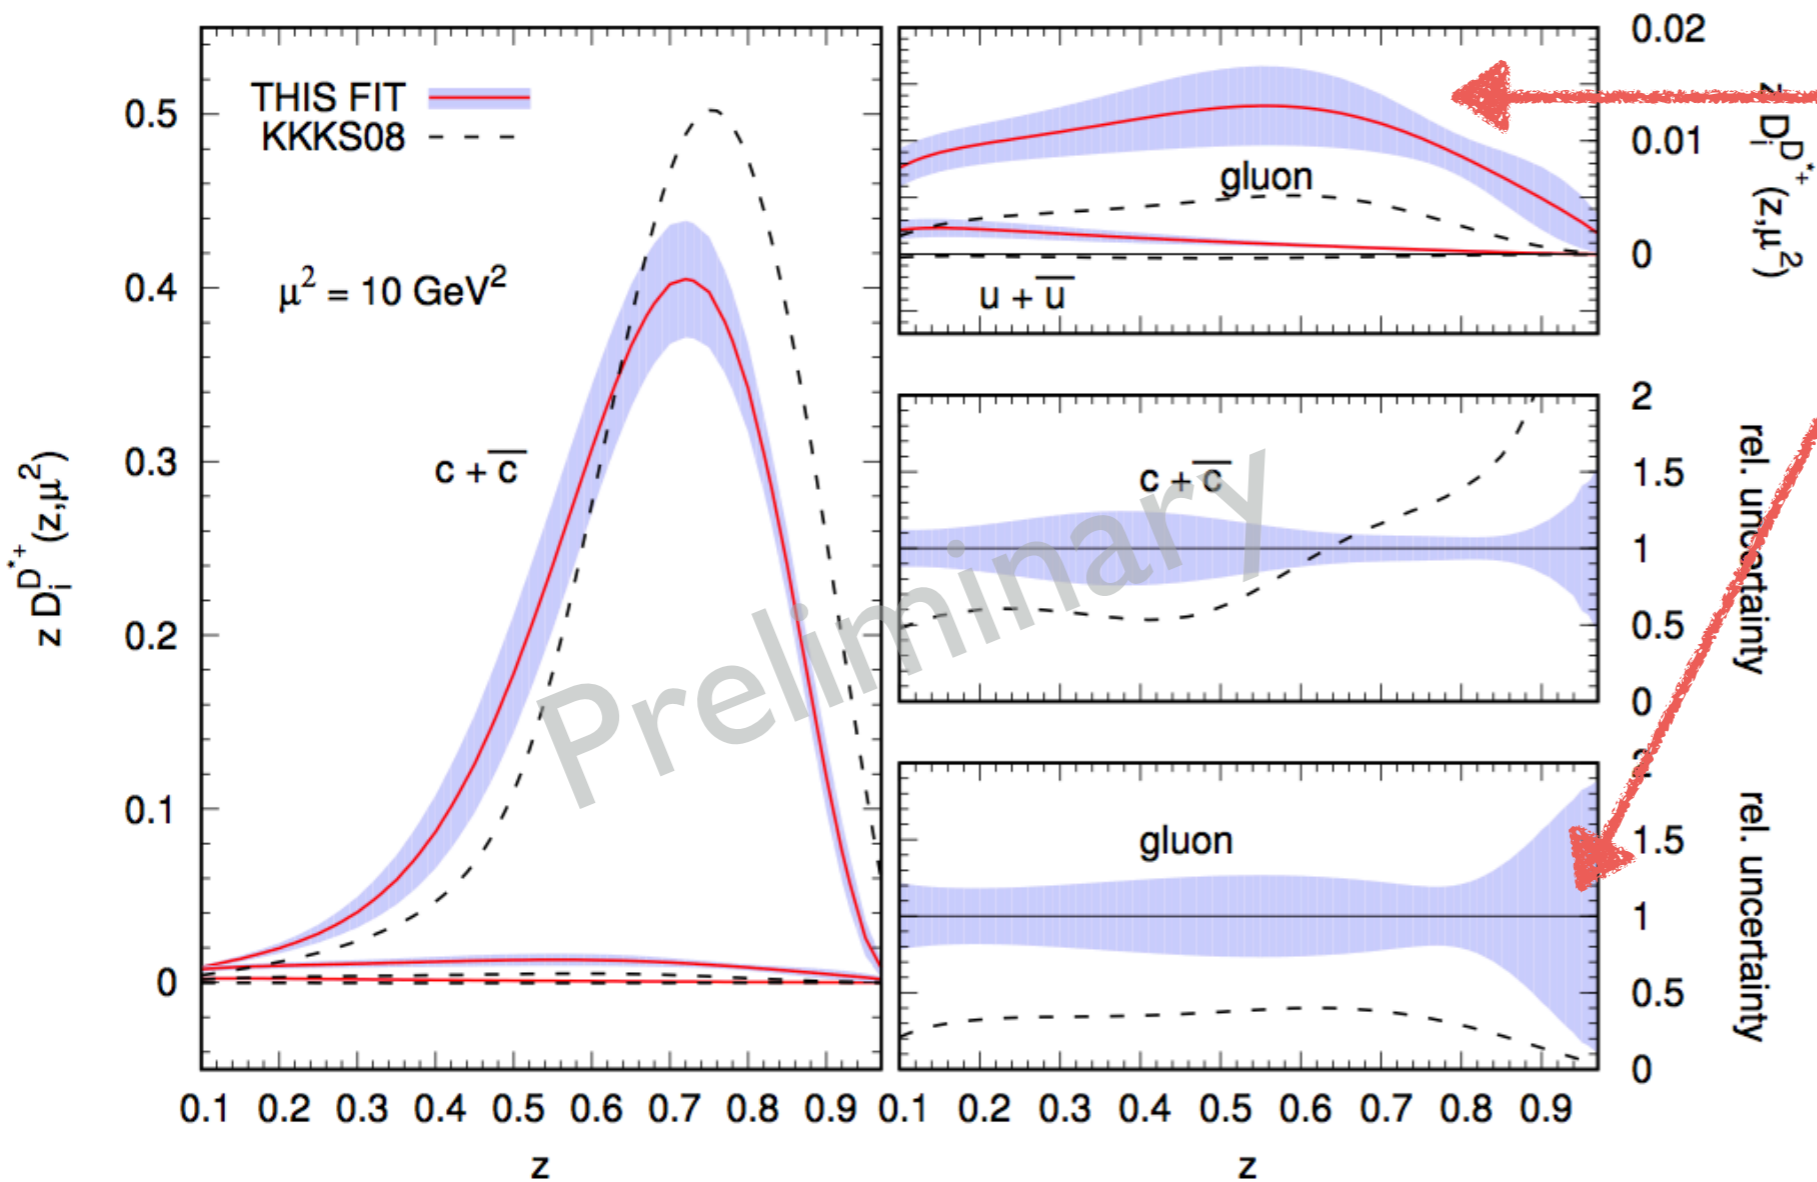 THIS FIT
KKKS08
μ² = 10 GeV²
c + c̅
z D_i^{D*+} (z,μ²)
0.5
0.4
0.3
0.2
0.1
0
0.1 0.2 0.3 0.4 0.5 0.6 0.7 0.8 0.9
z
gluon
u + u̅
0.02
0.01
0
z D_i^{D*+} (z,μ²)
c + c̅
2
1.5
1
0.5
0
rel. uncertainty
gluon
2
1.5
1
0.5
0
rel. uncertainty
0.1 0.2 0.3 0.4 0.5 0.6 0.7 0.8 0.9
z
Preliminary